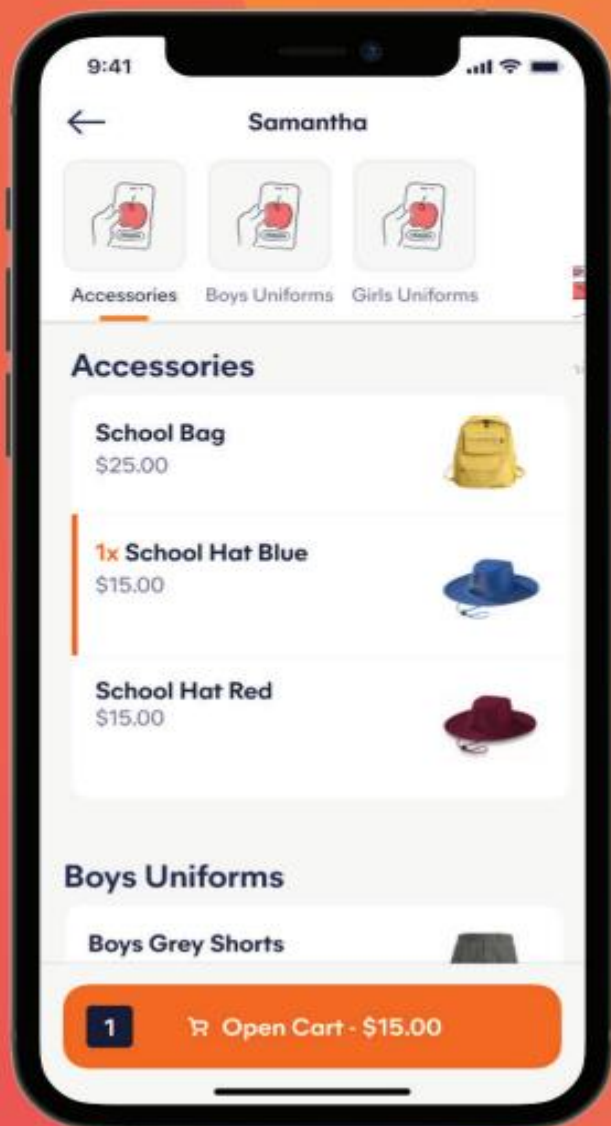 9:41
Samantha
Accessories
Boys Uniforms
Girls Uniforms
Accessories
School Bag
$25.00
1x School Hat Blue
$15.00
School Hat Red
$15.00
Boys Uniforms
Boys Grey Shorts
1
Open Cart - $15.00